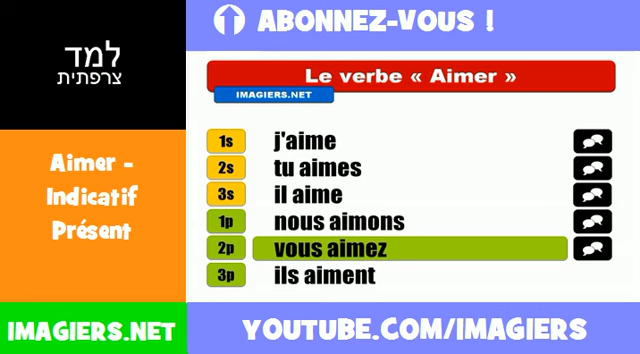 למד
צרפתית
Aimer -
Indicatif
Présent
IMAGIERS.NET
ABONNEZ-VOUS !
Le verbe « Aimer »
IMAGIERS.NET
1s j'aime
2s tu aimes
3s il aime
1p nous aimons
2p vous aimez
3p ils aiment
YOUTUBE.COM/IMAGIERS